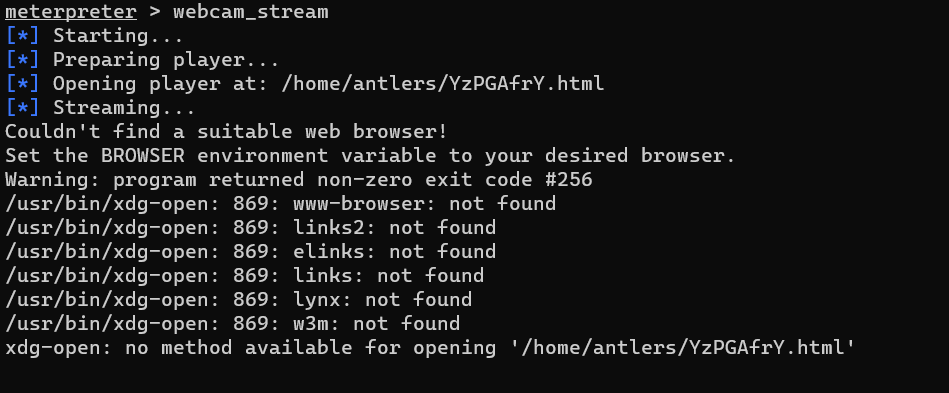 meterpreter > webcam_stream
[*] Starting...
[*] Preparing player...
[*] Opening player at: /home/antlers/YzPGAfrY.html
[*] Streaming...
Couldn't find a suitable web browser!
Set the BROWSER environment variable to your desired browser.
Warning: program returned non-zero exit code #256
/usr/bin/xdg-open: 869: www-browser: not found
/usr/bin/xdg-open: 869: links2: not found
/usr/bin/xdg-open: 869: elinks: not found
/usr/bin/xdg-open: 869: links: not found
/usr/bin/xdg-open: 869: lynx: not found
/usr/bin/xdg-open: 869: w3m: not found
xdg-open: no method available for opening '/home/antlers/YzPGAfrY.html'